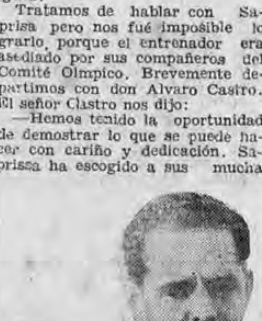 Tratamos de hablar con Sa-
prisa pero nos fué imposible lo
grarlo, porque el entrenador era
asediado por sus compañeros del
Comité Olmpico. Brevemente de-
partimos con don Alvaro Castro.
El señor Clastro nos dijo:
—Hemos tenido la oportunidad
de demostrar lo que se puede ha-
cer con cariño y dedicación. Sa-
prissa ha escogido a sus mucha